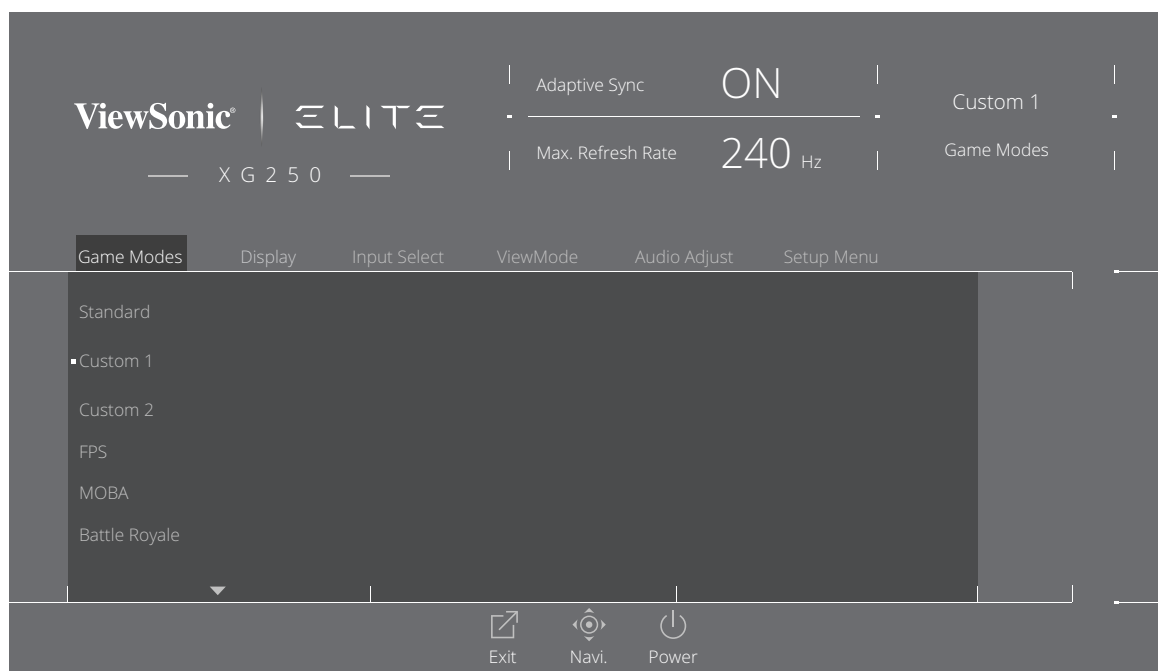 ViewSonic® | ELITE
XG250
Adaptive Sync ON
Max. Refresh Rate 240 Hz
Custom 1
Game Modes
Game Modes Display Input Select ViewMode Audio Adjust Setup Menu
Standard
Custom 1
Custom 2
FPS
MOBA
Battle Royale
Exit Navi. Power